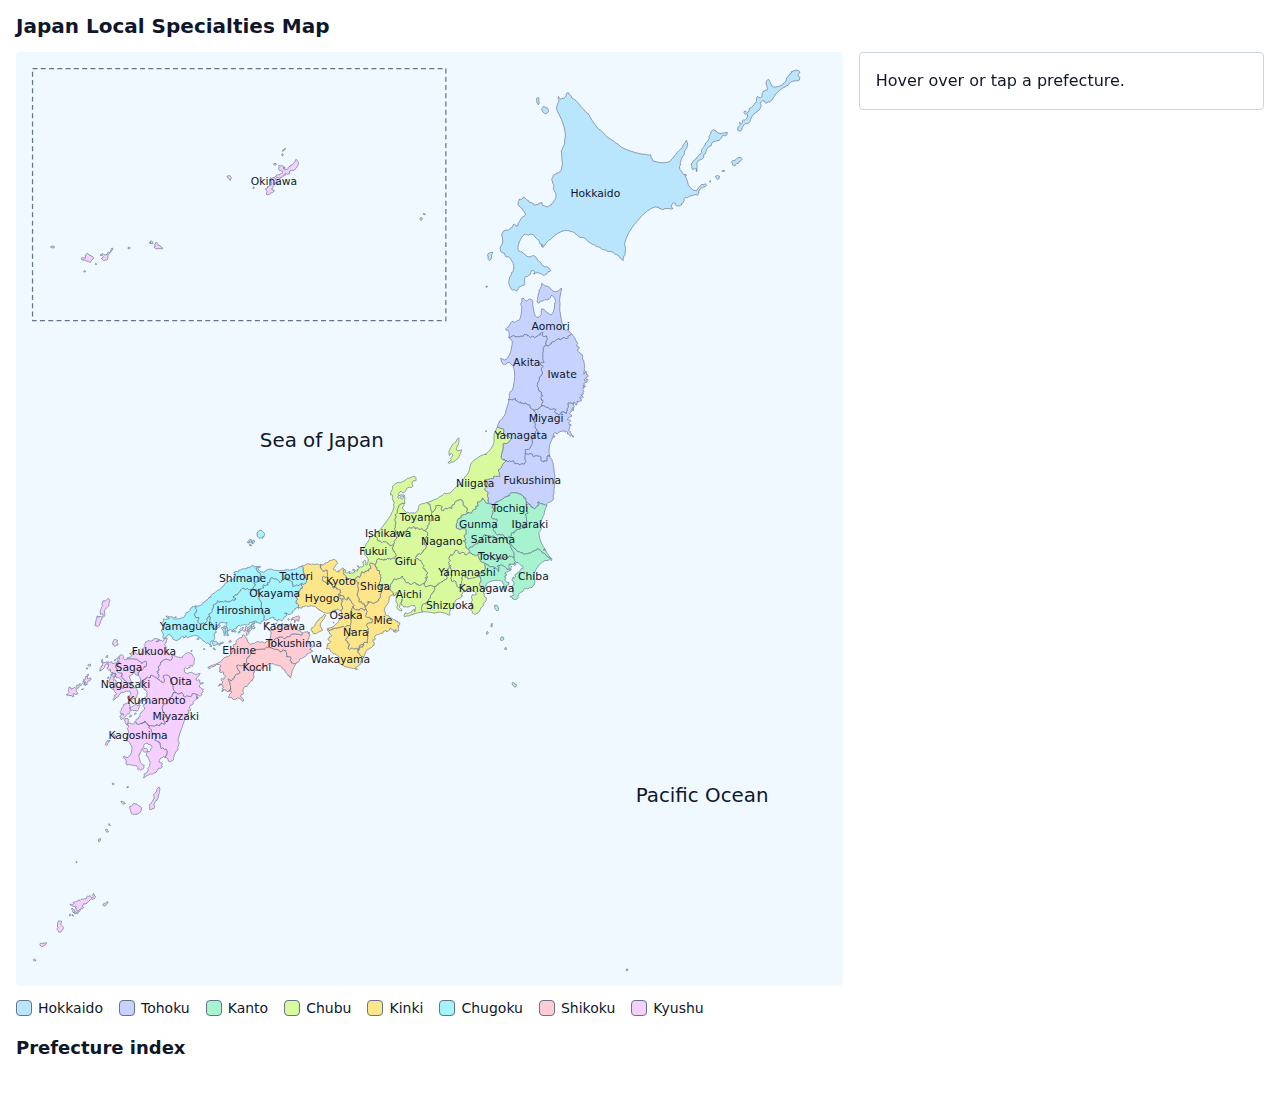 Japan Local Specialties Map
Hover over or tap a prefecture.
Okinawa
Hokkaido
Aomori
Akita
Iwate
Miyagi
Yamagata
Sea of Japan
Niigata
Fukushima
Tochigi
Toyama
Gunma
Ibaraki
Ishikawa
Nagano
Saitama
Fukui
Tokyo
Gifu
Yamanashi
Chiba
Shimane
Tottori
Kyoto
Shiga
Kanagawa
Okayama
Aichi
Hyogo
Shizuoka
Hiroshima
Osaka
Mie
Yamaguchi
Kagawa
Nara
Tokushima
Ehime
Fukuoka
Wakayama
Saga
Kochi
Nagasaki
Oita
Kumamoto
Miyazaki
Kagoshima
Pacific Ocean
Hokkaido
Tohoku
Kanto
Chubu
Kinki
Chugoku
Shikoku
Kyushu
Prefecture index